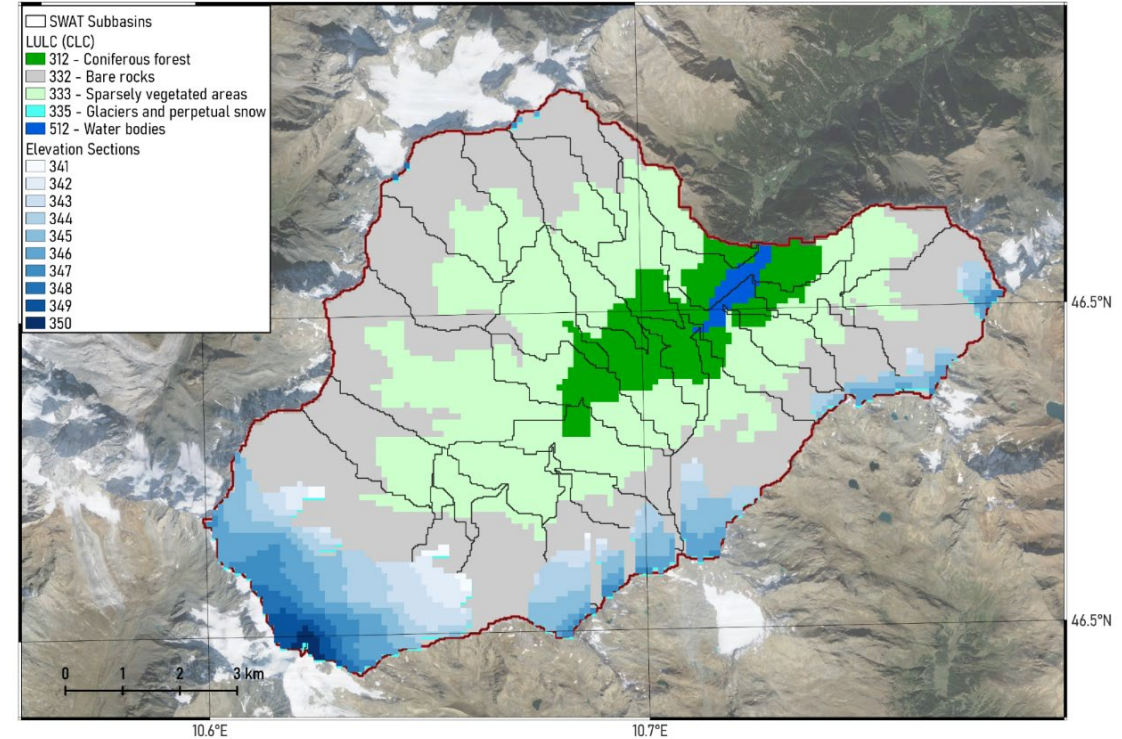 SWAT Subbasins
LULC (CLC)
312 - Coniferous forest
332 - Bare rocks
333 - Sparsely vegetated areas
335 - Glaciers and perpetual snow
512 - Water bodies
Elevation Sections
341
342
343
344
345
346
347
348
349
350
46.5°N
46.5°N
0 1 2 3 km
10.6°E 10.7°E